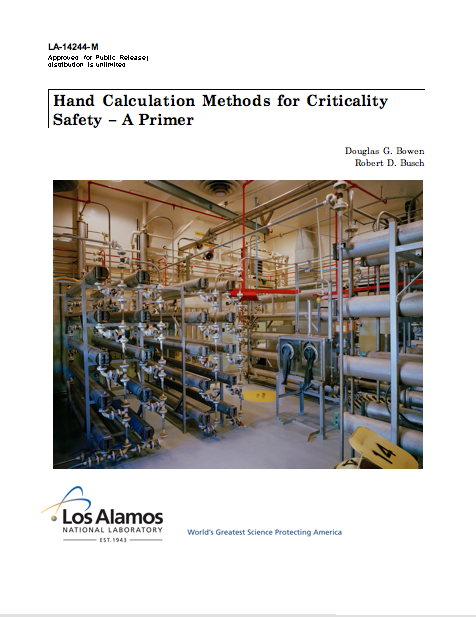 LA-14244-M
Approved for Public Release;
distribution is unlimited
Hand Calculation Methods for Criticality
Safety – A Primer
Douglas G. Bowen
Robert D. Busch
14
Los Alamos
NATIONAL LABORATORY
EST.1943
World's Greatest Science Protecting America